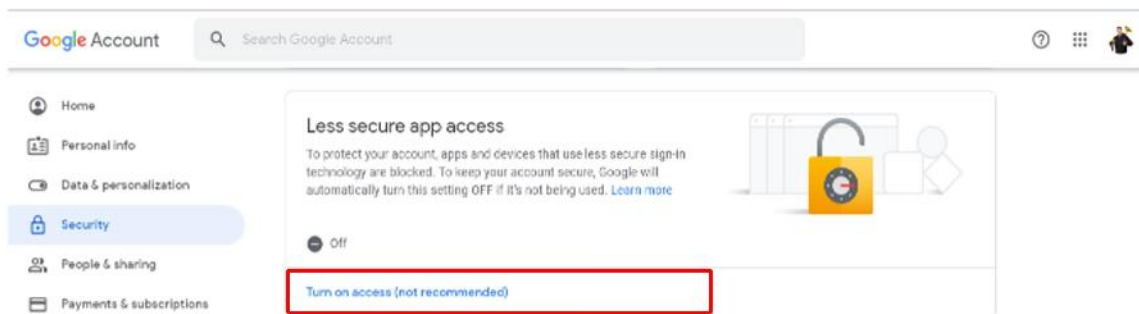 Google Account
Search Google Account
Home
Personal info
Data & personalization
Security
People & sharing
Payments & subscriptions
Less secure app access
To protect your account, apps and devices that use less secure sign-in
technology are blocked. To keep your account secure, Google will
automatically turn this setting OFF if it's not being used. Learn more
Off
Turn on access (not recommended)